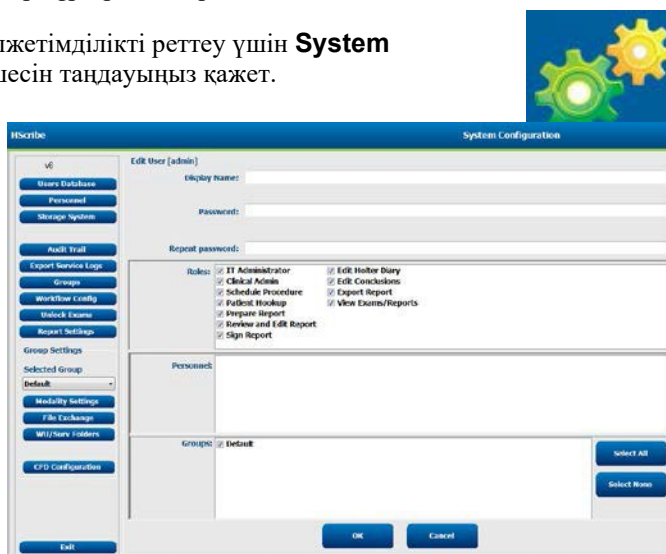 жетімділікті реттеу үшін System
таңдауыңыз қажет.
HScribe
System Configuration
v6
Edit User [admin]
Users Database
Display Name:
Personnel
Storage System
Password:
Audit Trail
Repeat password:
Export Service Logs
Roles:
IT Administrator
Edit Holter Diary
Groups
Clinical Admin
Edit Conclusions
Workflow Config
Schedule Procedure
Export Report
Unlock Exams
Patient Hookup
View Exams/Reports
Report Settings
Prepare Report
Review and Edit Report
Sign Report
Group Settings
Selected Group
Personnel:
Default
Modality Settings
File Exchange
WU/Surv Folders
Groups:
Default
Select All
CFD Configuration
Select None
OK
Cancel
Exit